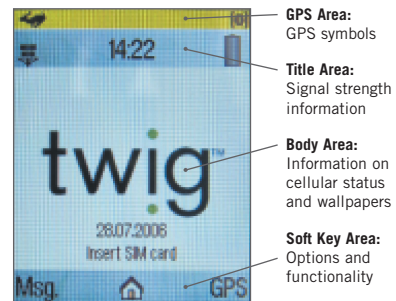 14:22
twig™
28.07.2006
Insert SIM card
Msg. GPS
GPS Area:
GPS symbols
Title Area:
Signal strength
information
Body Area:
Information on
cellular status
and wallpapers
Soft Key Area:
Options and
functionality